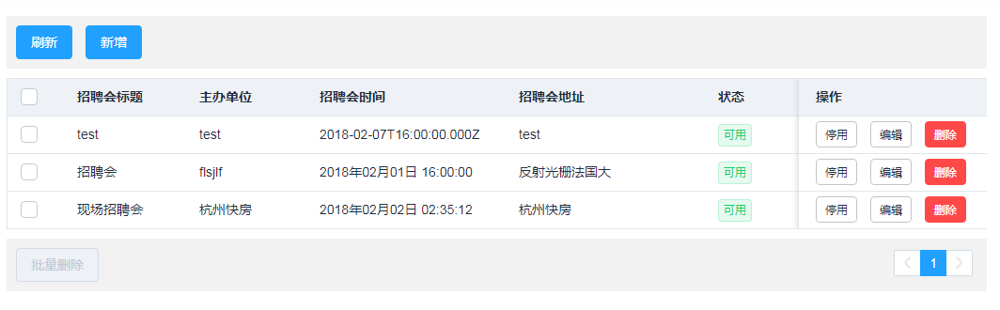 刷新 新增
招聘会标题 主办单位 招聘会时间 招聘会地址 状态 操作
test test 2018-02-07T16:00:00.000Z test 可用 停用 编辑 删除
招聘会 flsjlf 2018年02月01日 16:00:00 反射光栅法国大 可用 停用 编辑 删除
现场招聘会 杭州快房 2018年02月02日 02:35:12 杭州快房 可用 停用 编辑 删除
批量删除 1